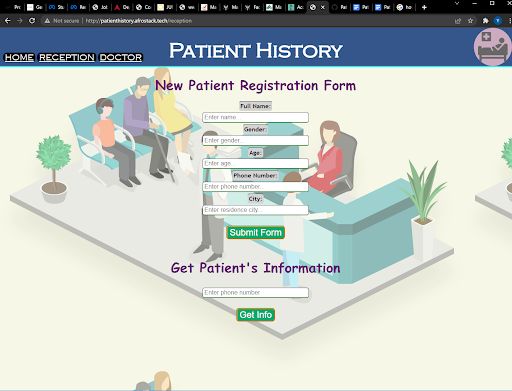 Not secure | http://patienthistory.afrostack.tech/reception
HOME | RECEPTION | DOCTOR
PATIENT HISTORY
New Patient Registration Form
Full Name:
Enter name...
Gender:
Enter gender...
Age:
Enter age...
Phone Number:
Enter phone number...
City:
Enter residence city...
Submit Form
Get Patient's Information
Enter phone number
Get Info